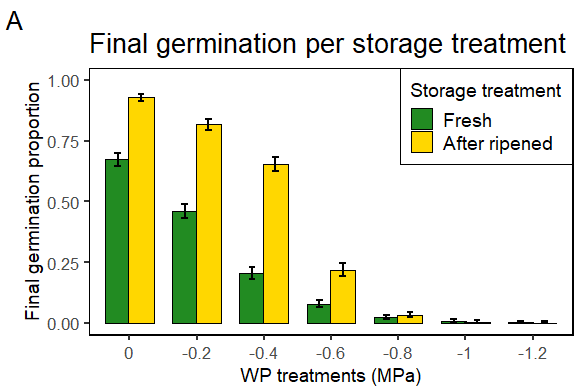 A
Final germination per storage treatment
Storage treatment
Fresh
After ripened
Final germination proportion
1.00
0.75
0.50
0.25
0.00
0 -0.2 -0.4 -0.6 -0.8 -1 -1.2
WP treatments (MPa)